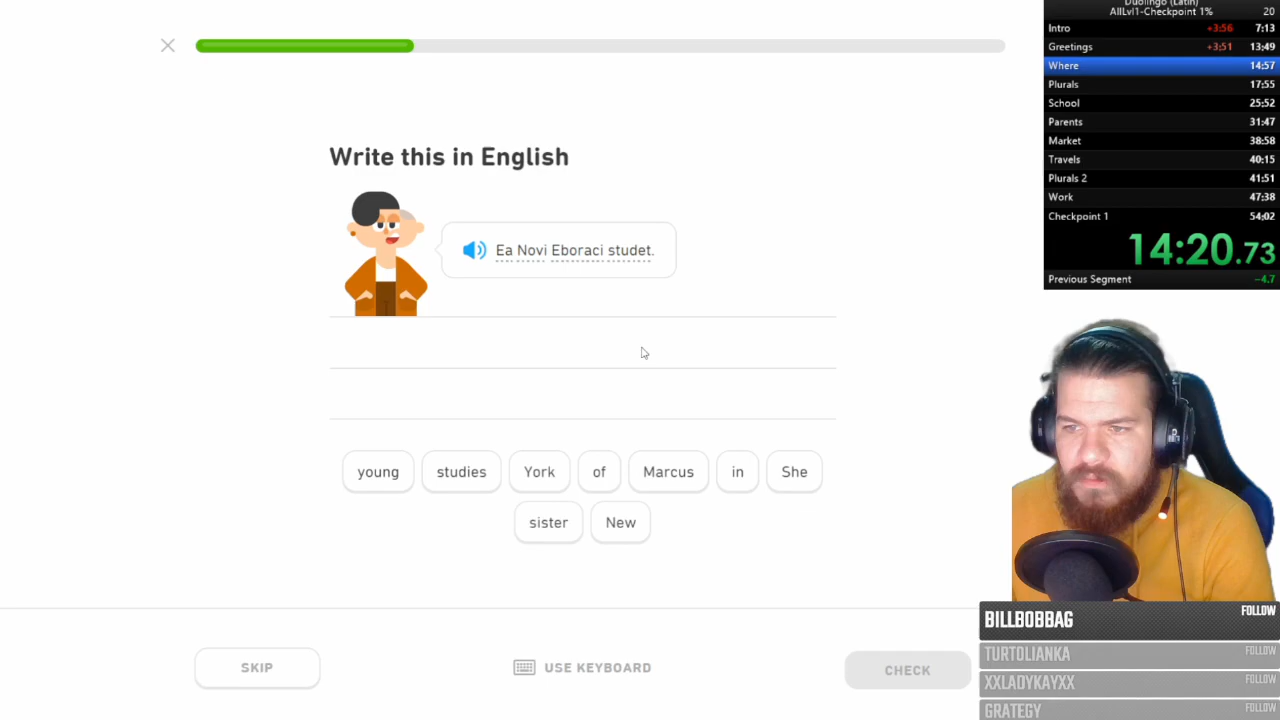 Duolingo (Latin)
AllLvl1-Checkpoint 1% 20
Intro +3:56 7:13
Greetings +3:51 13:49
Where 14:57
Plurals 17:55
School 25:52
Parents 31:47
Market 38:58
Travels 40:15
Plurals 2 41:51
Work 47:38
Checkpoint 1 54:02
14:20.73
Previous Segment -4.7
Write this in English
Ea Novi Eboraci studet.
young studies York of Marcus in She
sister New
SKIP USE KEYBOARD CHECK
BILLBOBBAG FOLLOW
TURTOLIANKA FOLLOW
XXLADYKAYXX FOLLOW
GRATEGY FOLLOW